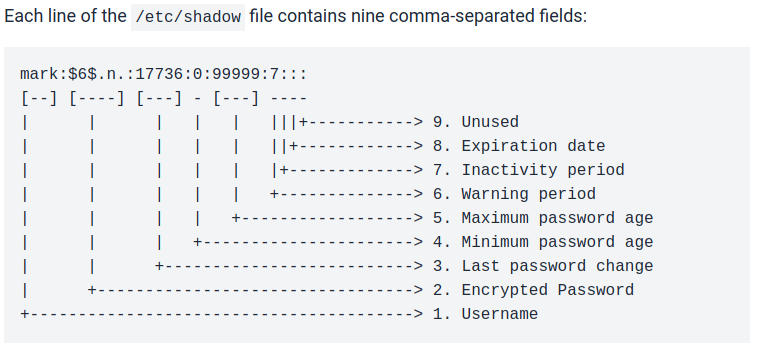 Each line of the /etc/shadow file contains nine comma-separated fields:
mark:$6$.n.:17736:0:99999:7:::
[--] [----] [---] - [---] ----
|      |      |   |   |   |||+-----------> 9. Unused
|      |      |   |   |   ||+------------> 8. Expiration date
|      |      |   |   |   |+-------------> 7. Inactivity period
|      |      |   |   |   +--------------> 6. Warning period
|      |      |   |   +------------------> 5. Maximum password age
|      |      |   +----------------------> 4. Minimum password age
|      |      +--------------------------> 3. Last password change
|      +---------------------------------> 2. Encrypted Password
+----------------------------------------> 1. Username